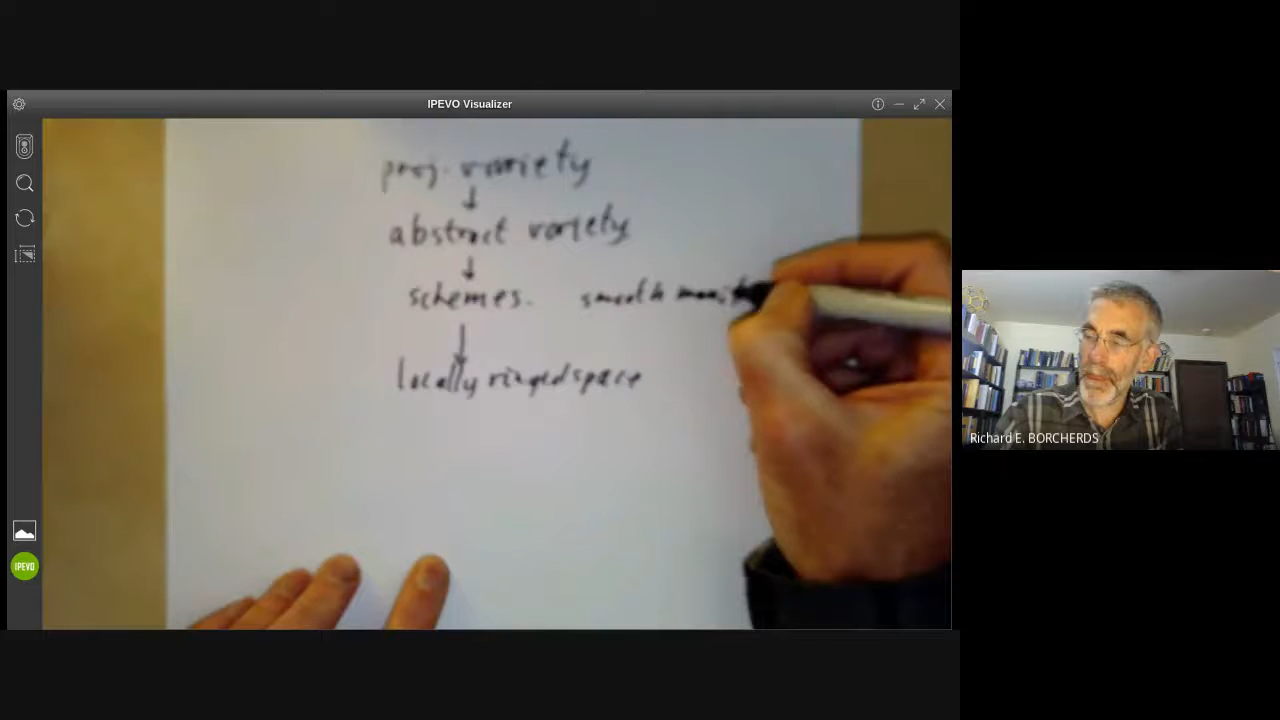 IPEVO Visualizer
proj. variety
abstract variety
schemes. smooth
locally ringed space
IPEVO
Richard E. BORCHERDS